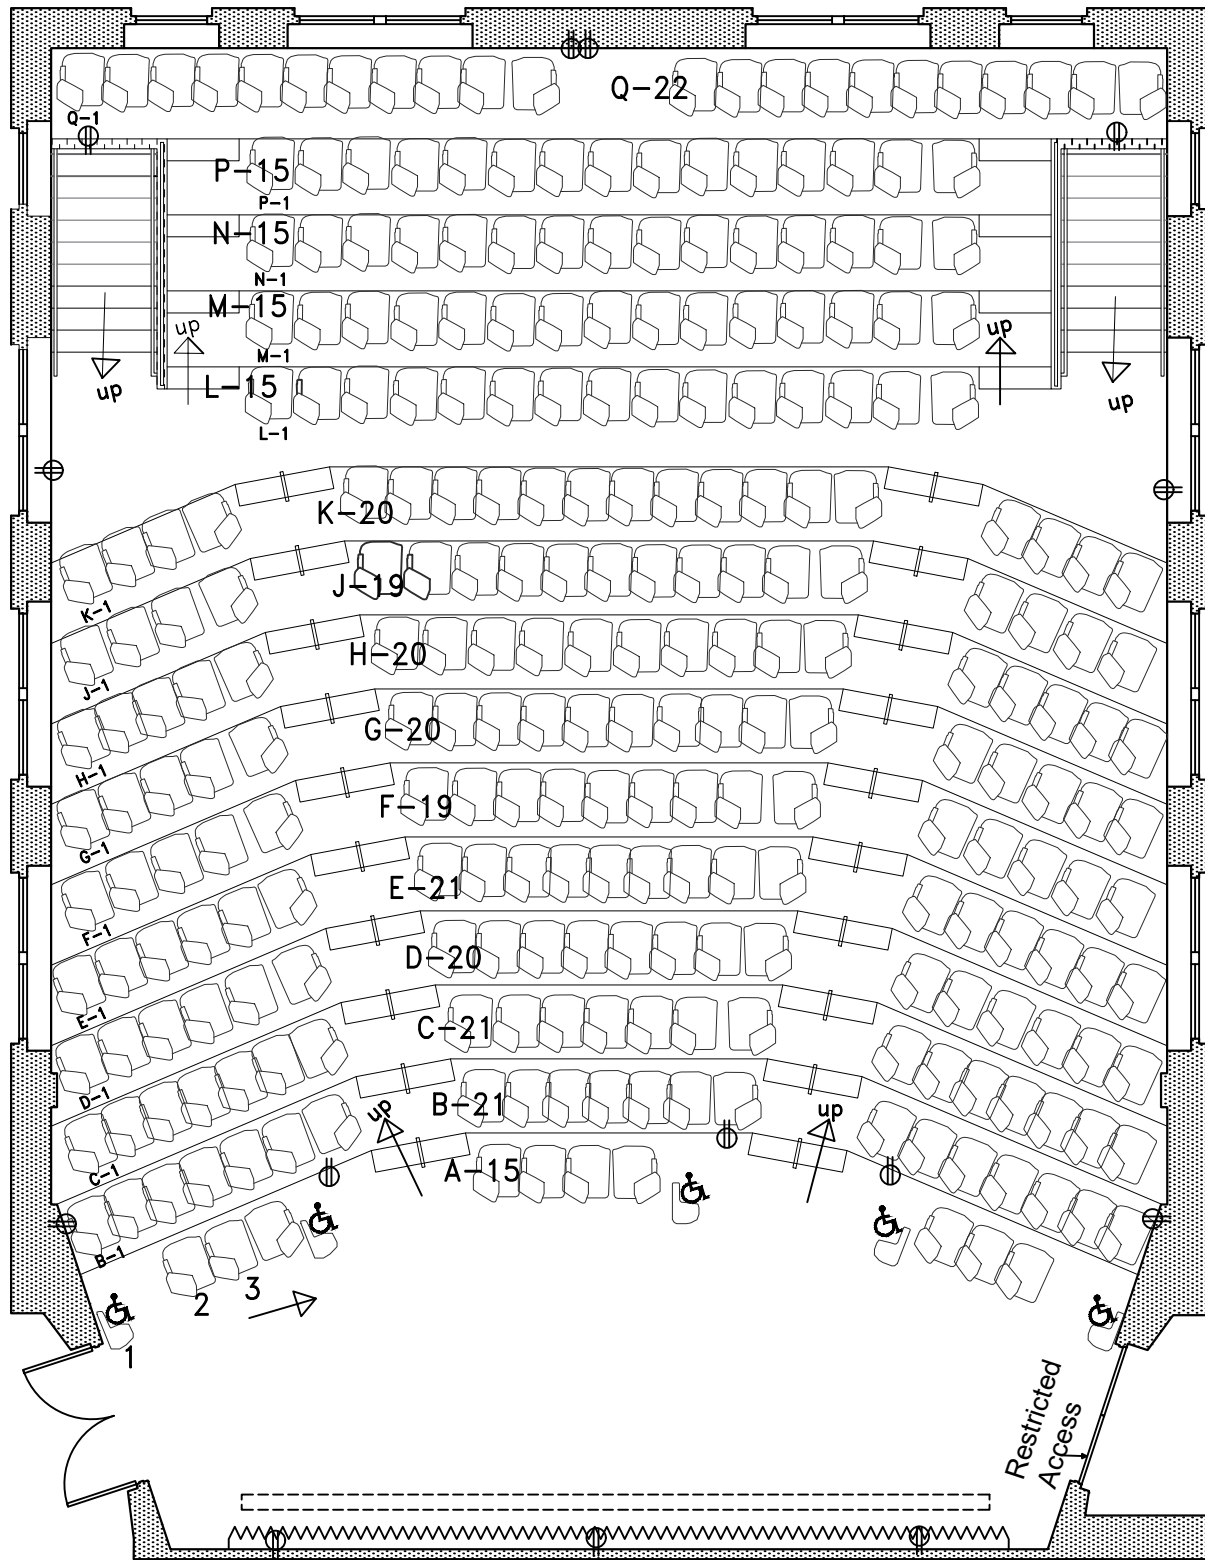 Q-22
Q-1
P-15
P-1
N-15
N-1
M-15
up
up
M-1
L-15
up
up
L-1
K-20
K-1
J-19
J-1
H-20
H-1
G-20
G-1
F-19
F-1
E-21
E-1
D-20
D-1
C-21
C-1
B-21
up
up
B-1
A-15
2
3
1
Restricted
Access